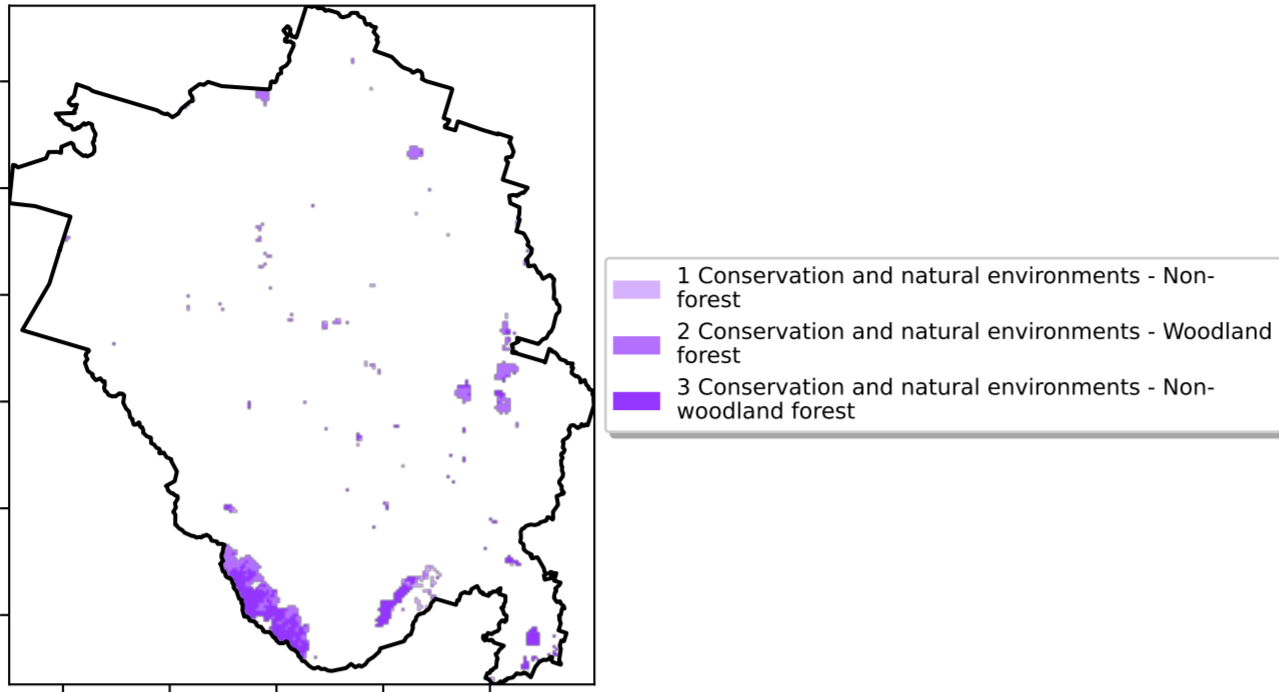 1 Conservation and natural environments - Non-
forest
2 Conservation and natural environments - Woodland
forest
3 Conservation and natural environments - Non-
woodland forest